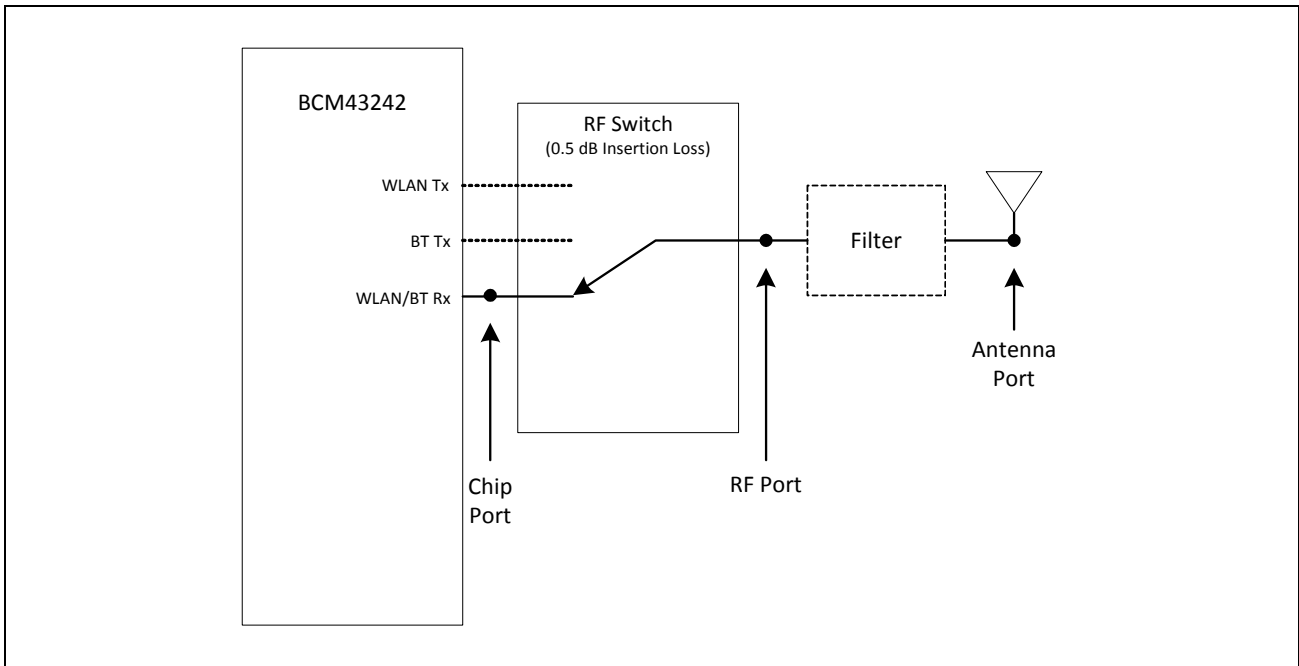 BCM43242
RF Switch
(0.5 dB Insertion Loss)
WLAN Tx
BT Tx
Filter
WLAN/BT Rx
Antenna
Port
Chip
Port
RF Port